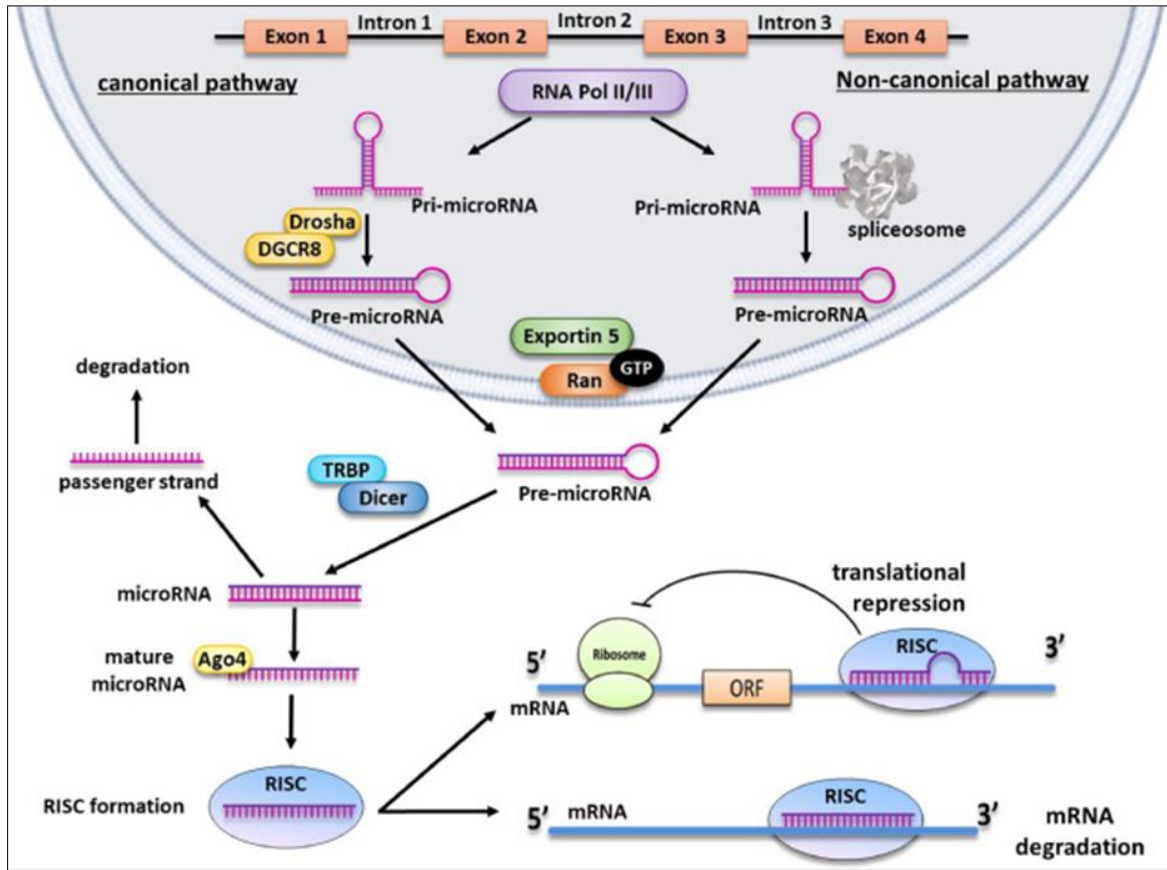 Exon 1
Intron 1
Exon 2
Intron 2
Exon 3
Intron 3
Exon 4
canonical pathway
Non-canonical pathway
RNA Pol II/III
Pri-microRNA
Pri-microRNA
spliceosome
Drosha
DGCR8
Pre-microRNA
Pre-microRNA
Exportin 5
GTP
Ran
degradation
passenger strand
TRBP
Dicer
Pre-microRNA
microRNA
mature
microRNA
Ago4
RISC formation
RISC
translational
repression
5’
Ribosome
mRNA
ORF
RISC
3’
5’
mRNA
RISC
3’
mRNA
degradation